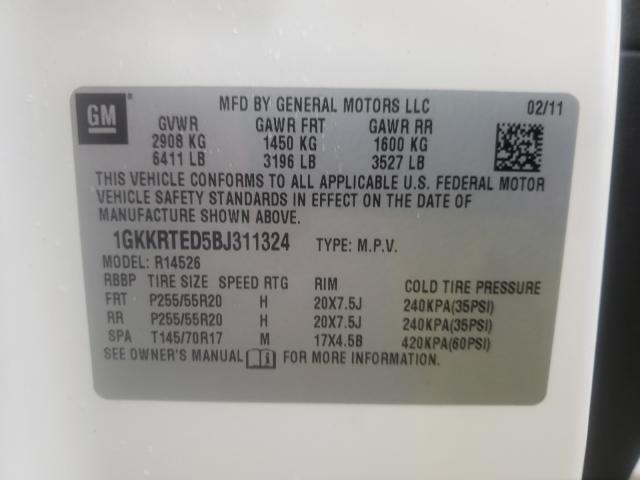 GM ®
MFD BY GENERAL MOTORS LLC 02/11
GVWR GAWR FRT GAWR RR
2908 KG 1450 KG 1600 KG
6411 LB 3196 LB 3527 LB
THIS VEHICLE CONFORMS TO ALL APPLICABLE U.S. FEDERAL MOTOR
VEHICLE SAFETY STANDARDS IN EFFECT ON THE DATE OF
MANUFACTURE SHOWN ABOVE.
1GKKRTED5BJ311324 TYPE: M.P.V.
MODEL: R14526
RBBP TIRE SIZE SPEED RTG RIM COLD TIRE PRESSURE
FRT P255/55R20 H 20X7.5J 240KPA(35PSI)
RR P255/55R20 H 20X7.5J 240KPA(35PSI)
SPA T145/70R17 M 17X4.5B 420KPA(60PSI)
SEE OWNER'S MANUAL FOR MORE INFORMATION.